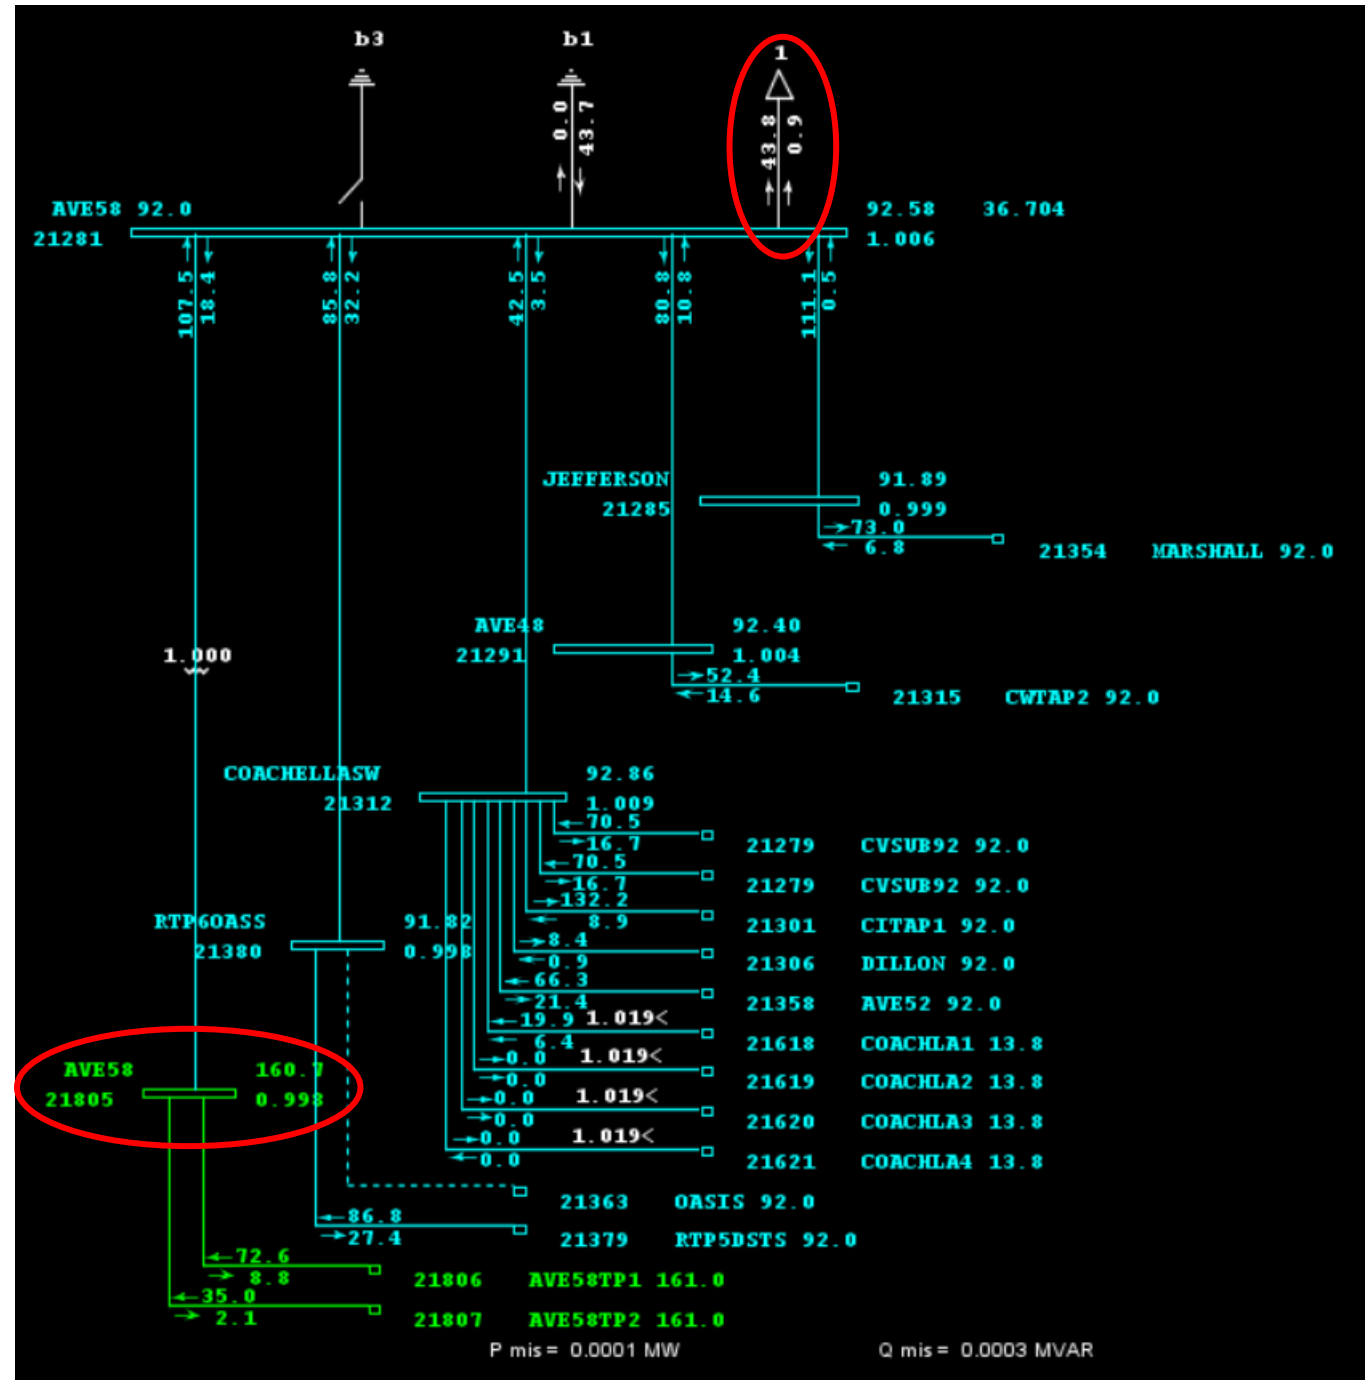 b3 b1 1
0.0 43.7 43.8 0.9
AVE58 92.0 92.58 36.704
21281 1.006
107.5 18.4 85.8 32.2 42.5 3.5 80.8 10.8 111.1 0.5
JEFFERSON 91.89
21285 0.999
73.0
6.8 21354 MARSHALL 92.0
AVE48 92.40
1.000 21291 1.004
52.4
14.6 21315 CWTAP2 92.0
COACHELLASW 92.86
21312 1.009
70.5
16.7 21279 CVSUB92 92.0
70.5
16.7 21279 CVSUB92 92.0
132.2
8.9 21301 CITAP1 92.0
RTP6OASS 91.82
21380 0.998
8.4
0.9 21306 DILLON 92.0
66.3
21.4 21358 AVE52 92.0
19.9 1.019<
6.4 21618 COACHLA1 13.8
0.0 1.019<
0.0 21619 COACHLA2 13.8
0.0 1.019<
0.0 21620 COACHLA3 13.8
0.0 1.019<
0.0 21621 COACHLA4 13.8
AVE58 160.7
21805 0.998
21363 OASIS 92.0
86.8
27.4 21379 RTP5DSTS 92.0
72.6
8.8 21806 AVE58TP1 161.0
35.0
2.1 21807 AVE58TP2 161.0
P mis = 0.0001 MW Q mis = 0.0003 MVAR